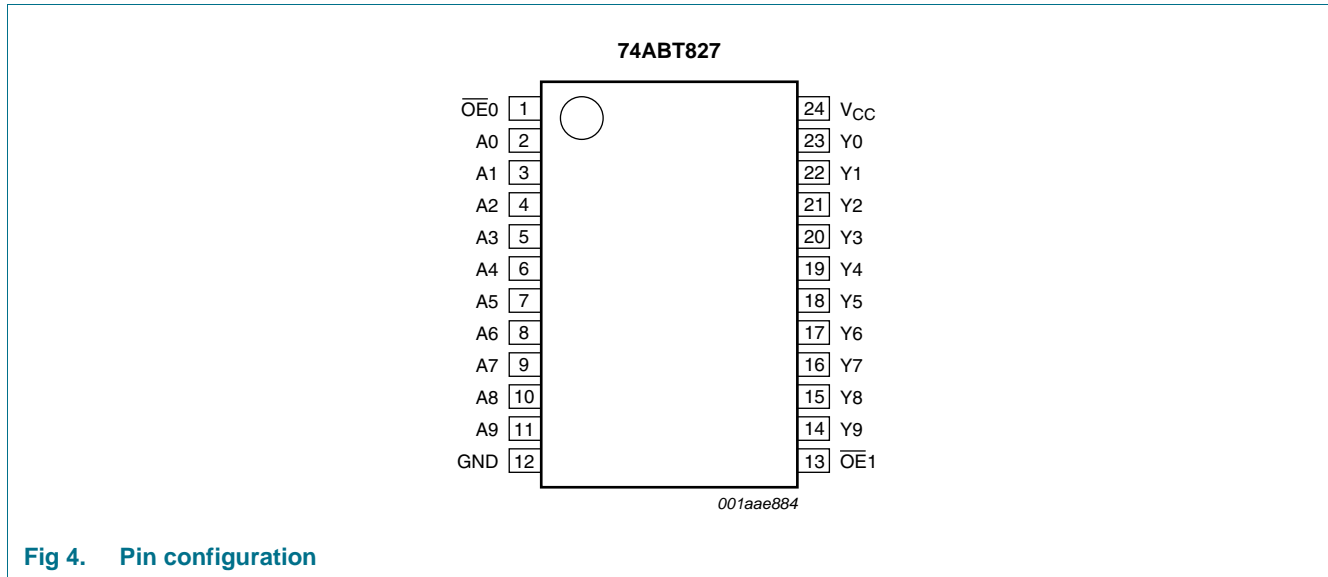 74ABT827
O̅E̅0 1 24 VCC
A0 2 23 Y0
A1 3 22 Y1
A2 4 21 Y2
A3 5 20 Y3
A4 6 19 Y4
A5 7 18 Y5
A6 8 17 Y6
A7 9 16 Y7
A8 10 15 Y8
A9 11 14 Y9
GND 12 13 O̅E̅1
001aae884
Fig 4. Pin configuration